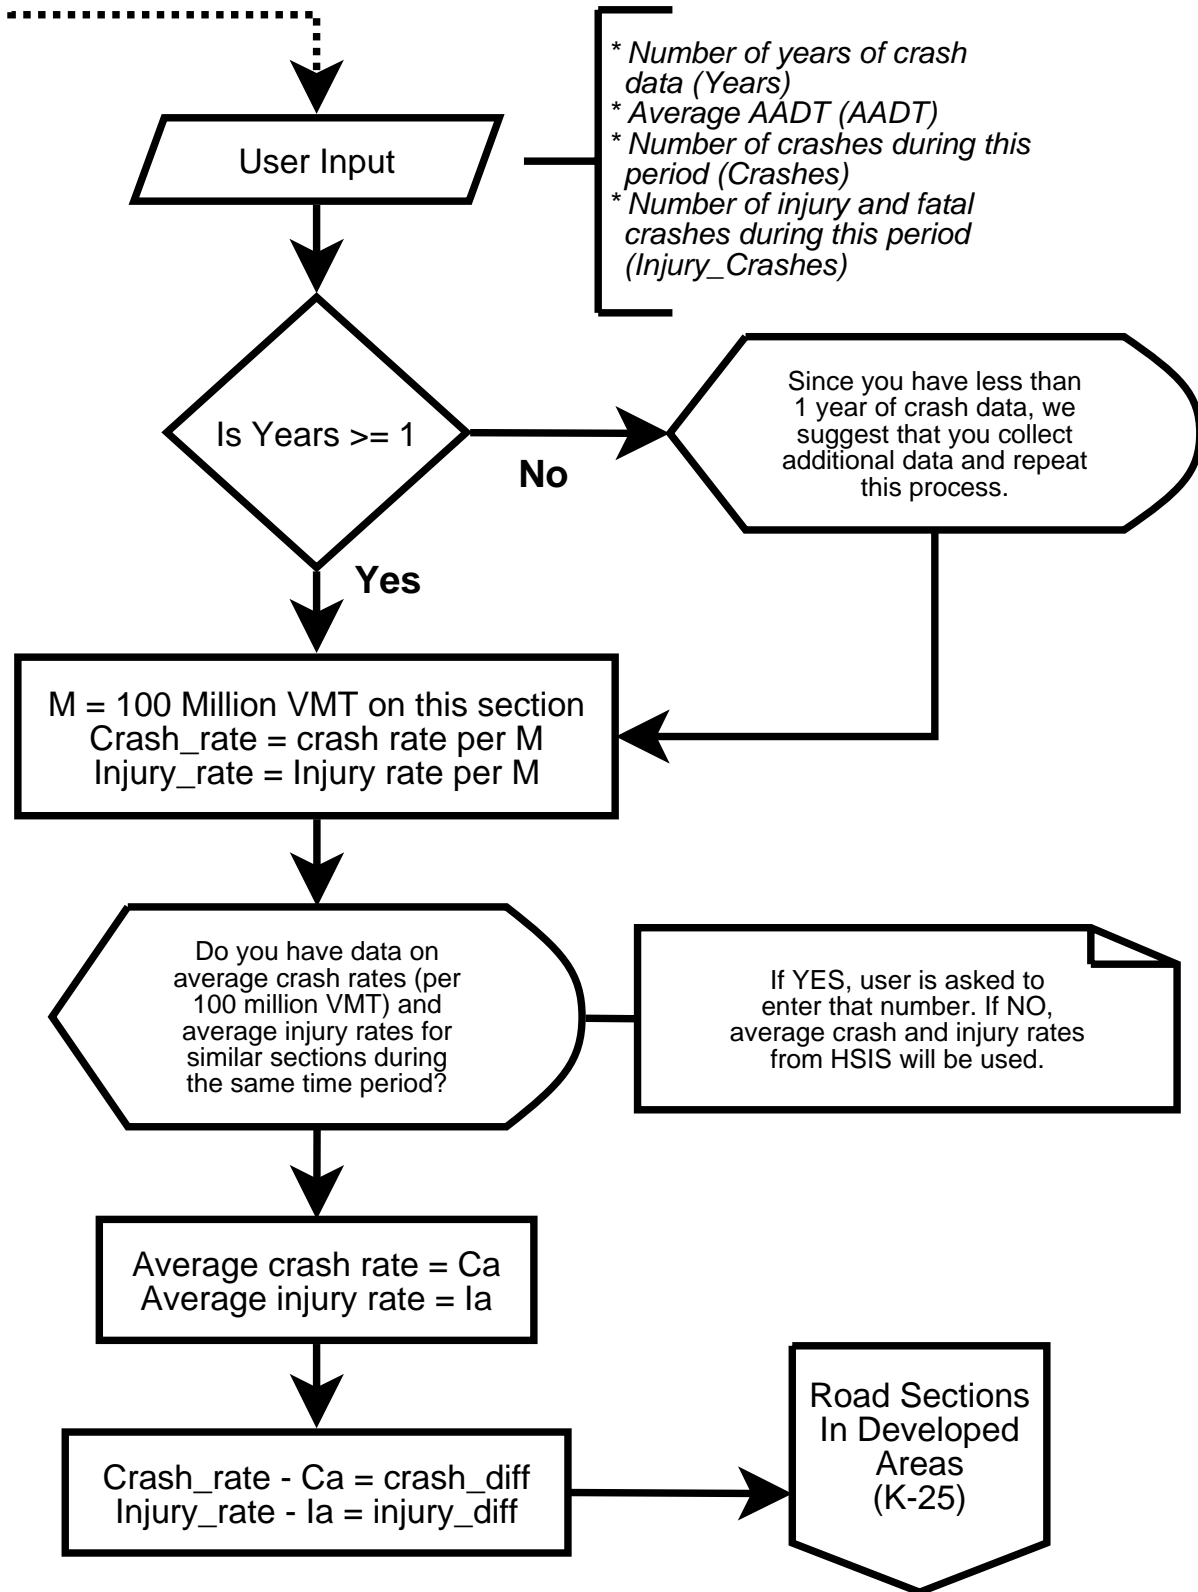 * Number of years of crash
data (Years)
* Average AADT (AADT)
* Number of crashes during this
period (Crashes)
* Number of injury and fatal
crashes during this period
(Injury_Crashes)
User Input
Is Years >= 1
No
Since you have less than
1 year of crash data, we
suggest that you collect
additional data and repeat
this process.
Yes
M = 100 Million VMT on this section
Crash_rate = crash rate per M
Injury_rate = Injury rate per M
Do you have data on
average crash rates (per
100 million VMT) and
average injury rates for
similar sections during
the same time period?
If YES, user is asked to
enter that number. If NO,
average crash and injury rates
from HSIS will be used.
Average crash rate = Ca
Average injury rate = Ia
Crash_rate - Ca = crash_diff
Injury_rate - Ia = injury_diff
Road Sections
In Developed
Areas
(K-25)